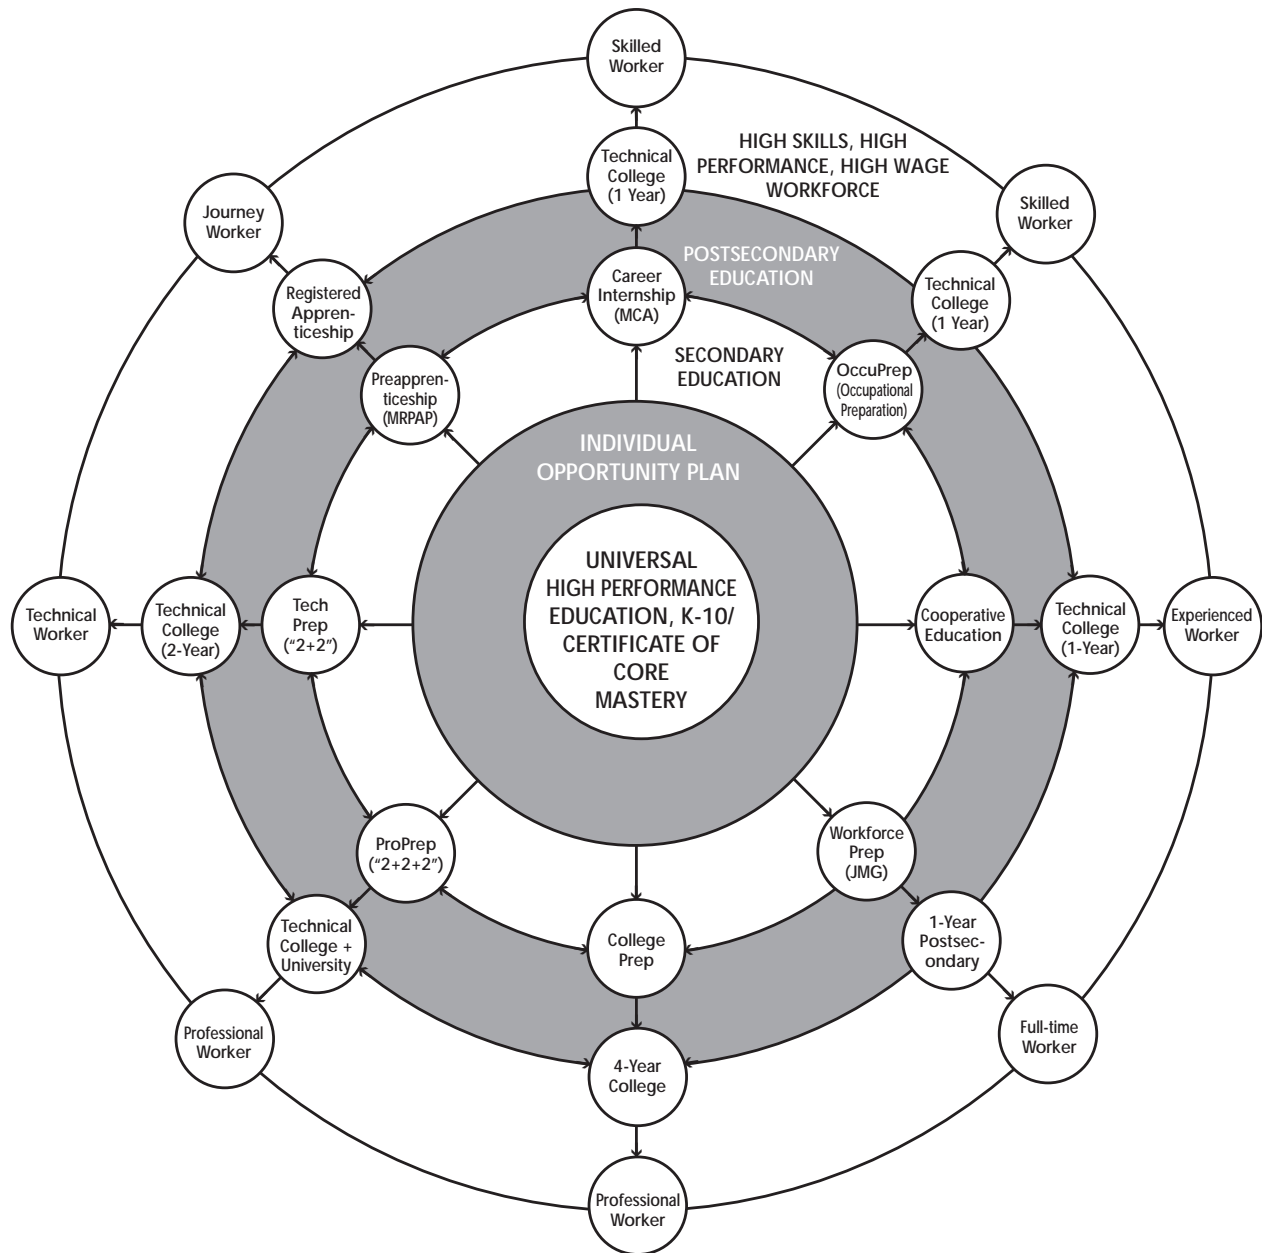 Skilled
Worker
HIGH SKILLS, HIGH
PERFORMANCE, HIGH WAGE
WORKFORCE
Technical
College
(1 Year)
Journey
Worker
Skilled
Worker
POSTSECONDARY
EDUCATION
Career
Internship
(MCA)
Registered
Appren-
ticeship
Technical
College
(1 Year)
SECONDARY
EDUCATION
Preappren-
ticeship
(MRPAP)
OccuPrep
(Occupational
Preparation)
INDIVIDUAL
OPPORTUNITY PLAN
UNIVERSAL
HIGH PERFORMANCE
EDUCATION, K-10/
CERTIFICATE OF
CORE
MASTERY
Technical
Worker
Technical
College
(2-Year)
Tech
Prep
(“2+2”)
Cooperative
Education
Technical
College
(1-Year)
Experienced
Worker
ProPrep
(“2+2+2”)
Workforce
Prep
(JMG)
Technical
College +
University
College
Prep
1-Year
Postsec-
ondary
Professional
Worker
4-Year
College
Full-time
Worker
Professional
Worker